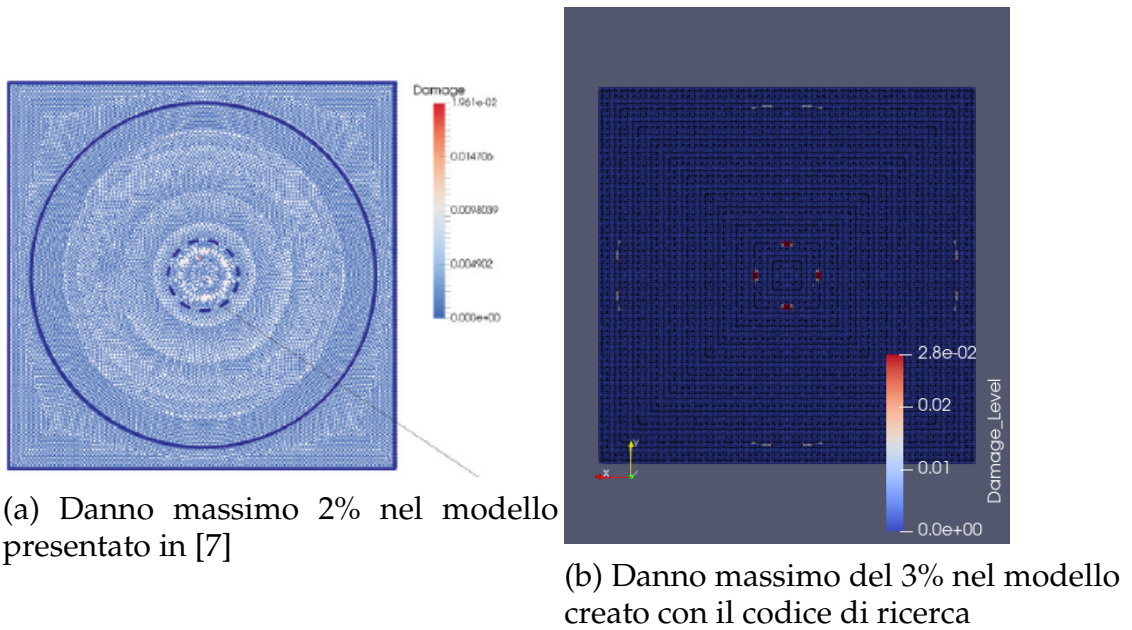 Damage
1.961e-02
0.014706
0.0098039
0.004902
0.000e+00
(a) Danno massimo 2% nel modello
presentato in [7]
2.8e-02
0.02
0.01
0.0e+00
Damage_Level
Y
X
(b) Danno massimo del 3% nel modello
creato con il codice di ricerca